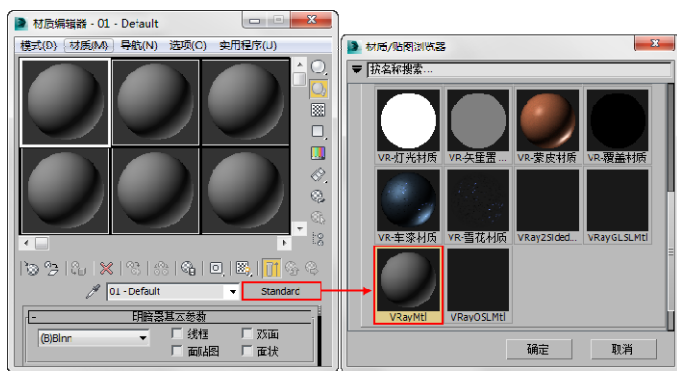 材质编辑器 - 01 - Default
模式(D) 材质(M) 导航(N) 选项(O) 实用程序(U)
01 - Default
Standard
明暗器基本参数
(B)Blinn
线框
双面
面贴图
面状
材质/贴图浏览器
按名称搜索...
VR-灯光材质 VR-矢量置... VR-蒙皮材质 VR-覆盖材质
VR-车漆材质 VR-雪花材质 VRay2Sided... VRayGLSLMtl
VRayMtl VRayOSLMtl
确定 取消